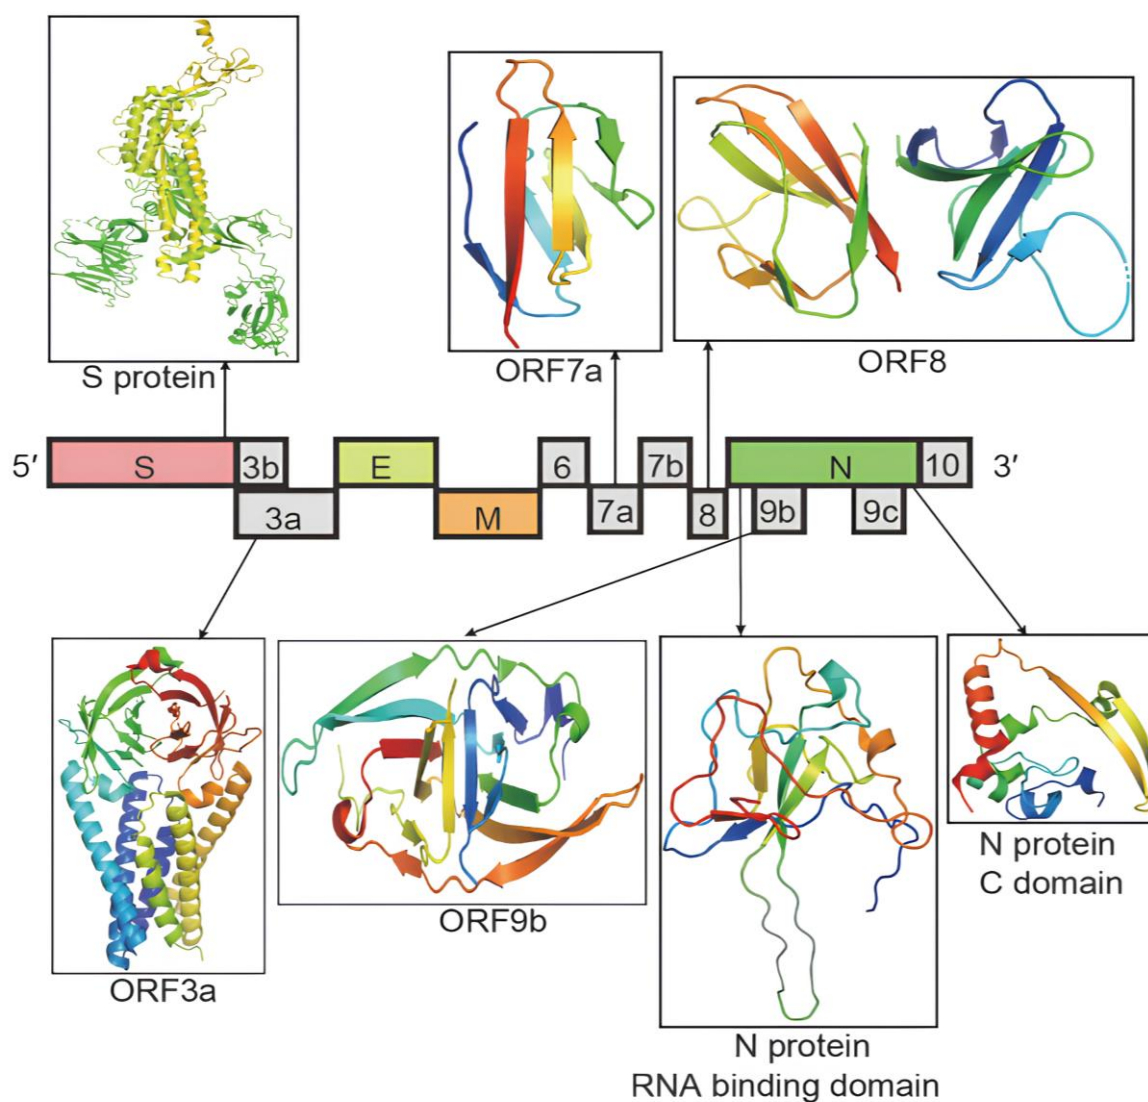 S protein
ORF7a
ORF8
5′ S 3b E 6 7b N 10 3′
3a M 7a 8 9b 9c
ORF3a
ORF9b
N protein
RNA binding domain
N protein
C domain